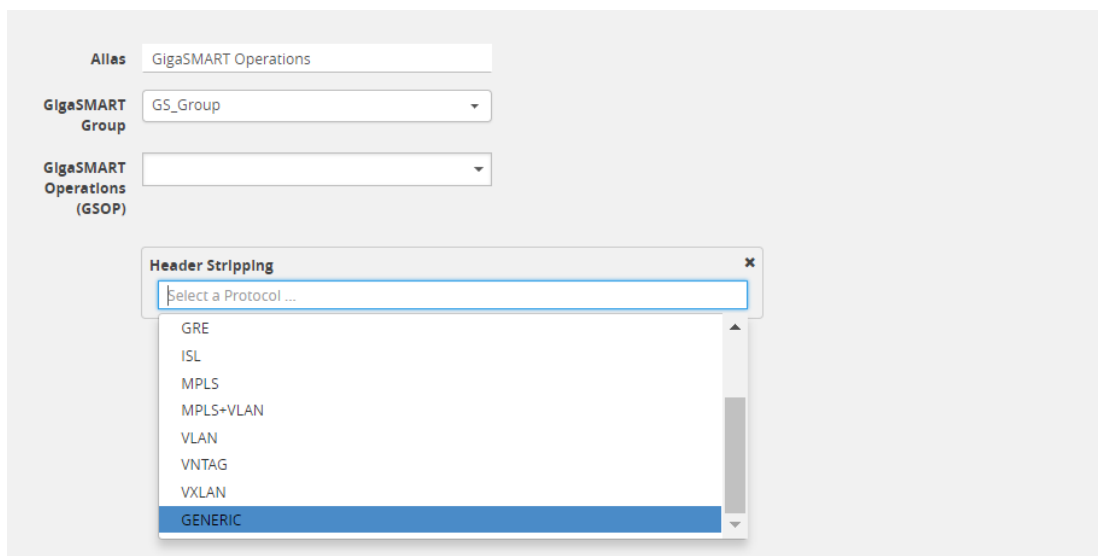 Alias GigaSMART Operations
GigaSMART
Group
GS_Group
GigaSMART
Operations
(GSOP)
Header Stripping
Select a Protocol ...
GRE
ISL
MPLS
MPLS+VLAN
VLAN
VNTAG
VXLAN
GENERIC